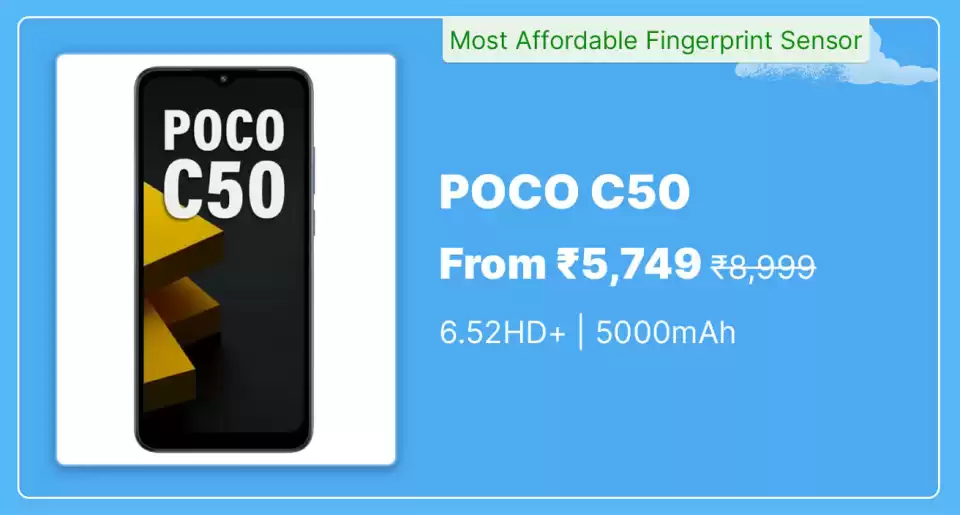 Most Affordable Fingerprint Sensor
POCO
C50
POCO C50
From ₹5,749 ₹8,999
6.52HD+ | 5000mAh